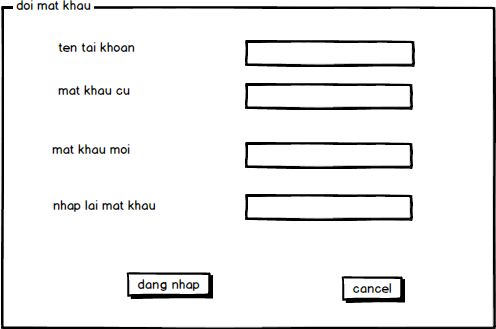 doi mat khau
ten tai khoan
mat khau cu
mat khau moi
nhap lai mat khau
dang nhap
cancel